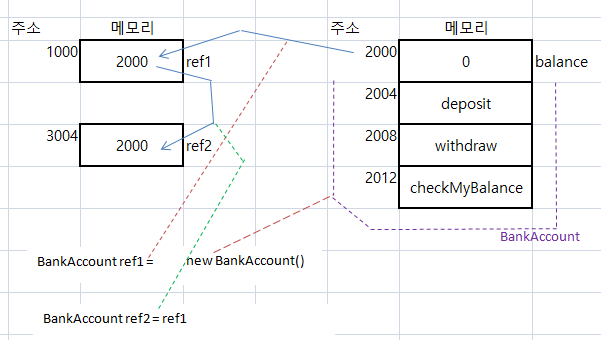 주소 메모리 주소 메모리
1000 2000 ref1 2000 0 balance
2004 deposit
3004 2000 ref2 2008 withdraw
2012 checkMyBalance
BankAccount
BankAccount ref1 = new BankAccount()
BankAccount ref2 = ref1